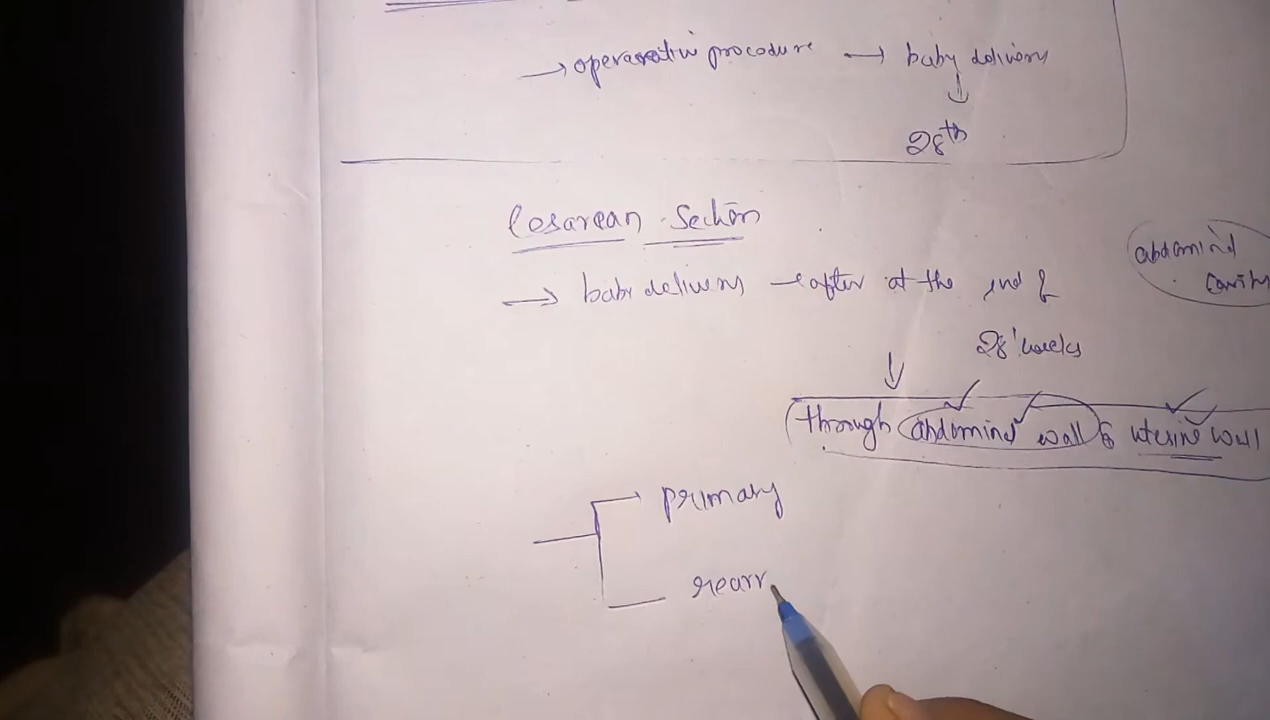 → operative procedure → baby delivery
↓
28th
Cesarean Section
→ baby delivery → after at the end of
abdominal cavity
28 weeks
↓
(through abdominal wall & uterine wall
primary